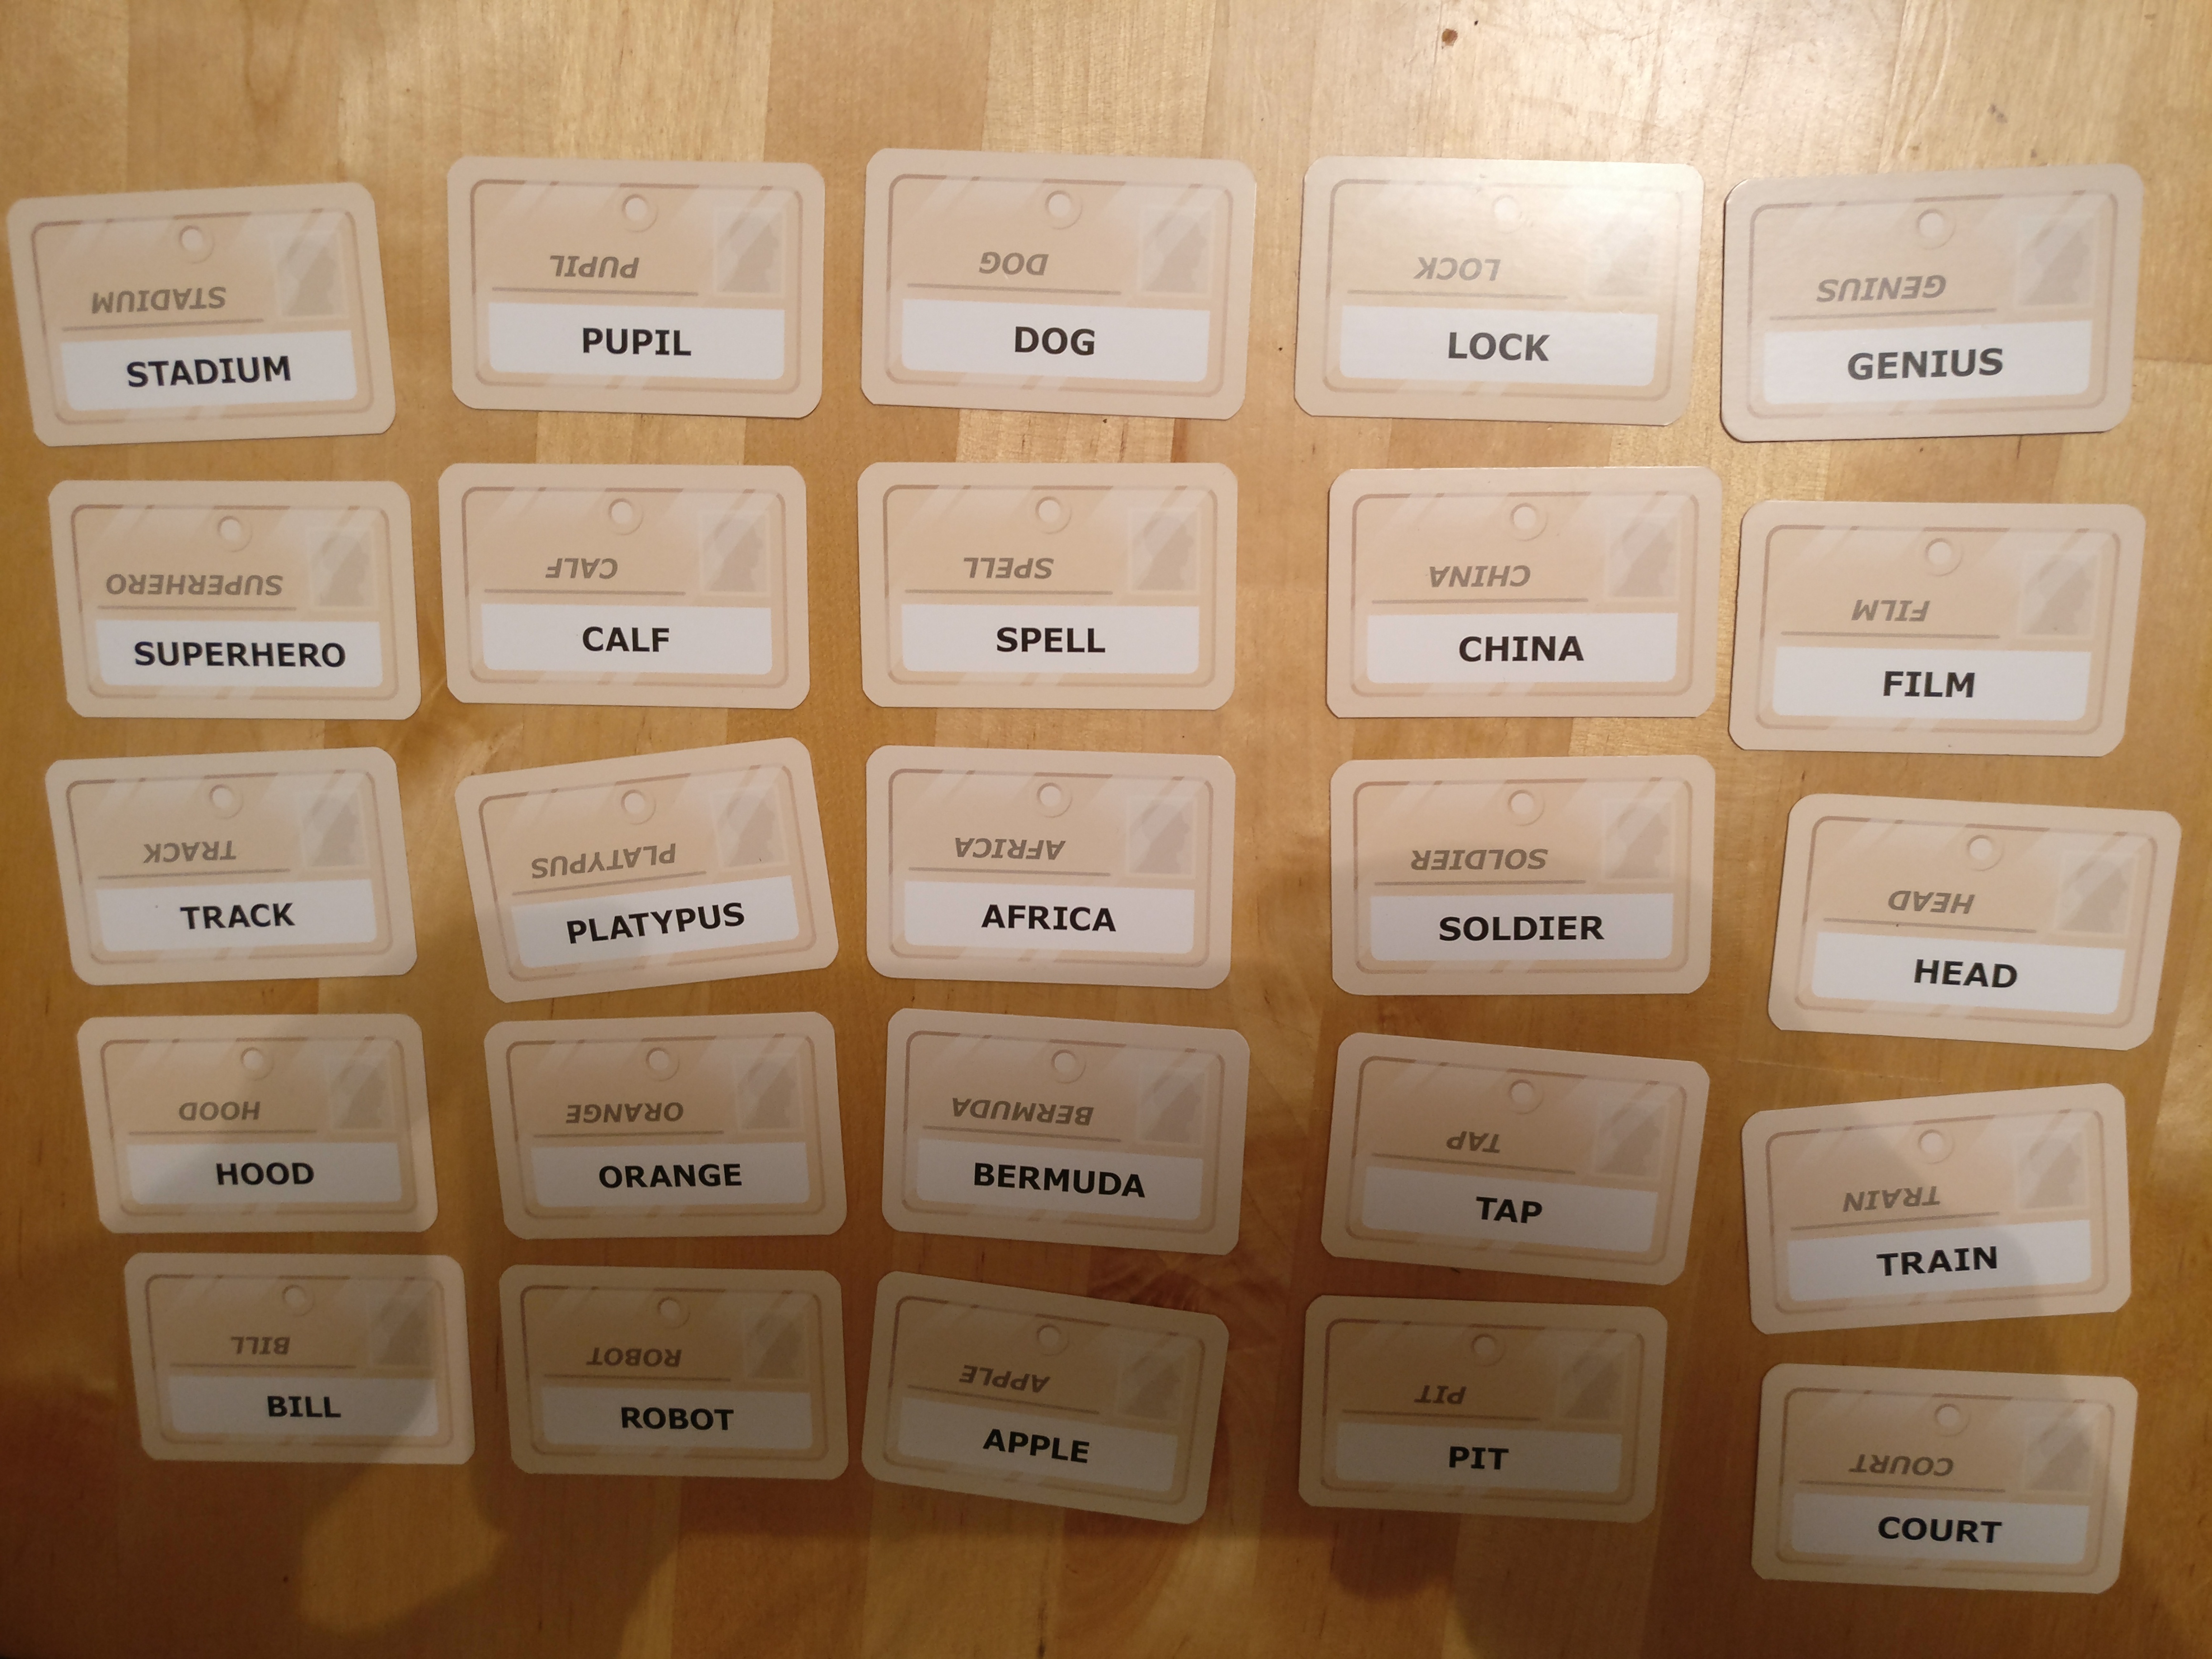 STADIUM
STADIUM
PUPIL
PUPIL
DOG
DOG
LOCK
LOCK
GENIUS
GENIUS
SUPERHERO
SUPERHERO
CALF
CALF
SPELL
SPELL
CHINA
CHINA
FILM
FILM
TRACK
TRACK
PLATYPUS
PLATYPUS
AFRICA
AFRICA
SOLDIER
SOLDIER
HEAD
HEAD
HOOD
HOOD
ORANGE
ORANGE
BERMUDA
BERMUDA
TAP
TAP
TRAIN
TRAIN
BILL
BILL
ROBOT
ROBOT
APPLE
APPLE
PIT
PIT
COURT
COURT